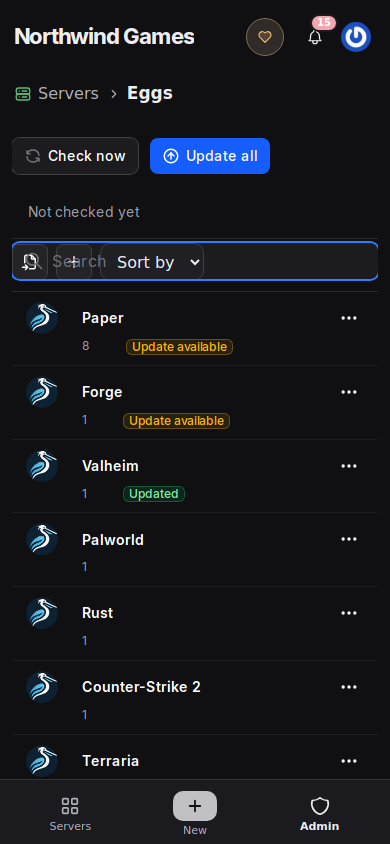 Northwind Games
15
Servers > Eggs
Check now
Update all
Not checked yet
Search
Sort by
Paper
8 Update available
Forge
1 Update available
Valheim
1 Updated
Palworld
1
Rust
1
Counter-Strike 2
1
Terraria
Servers
New
Admin